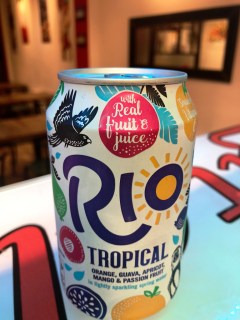 with
Real
fruit &
juice
RIO
TROPICAL
ORANGE, GUAVA, APRICOT,
MANGO & PASSION FRUIT
in lightly sparkling spring water